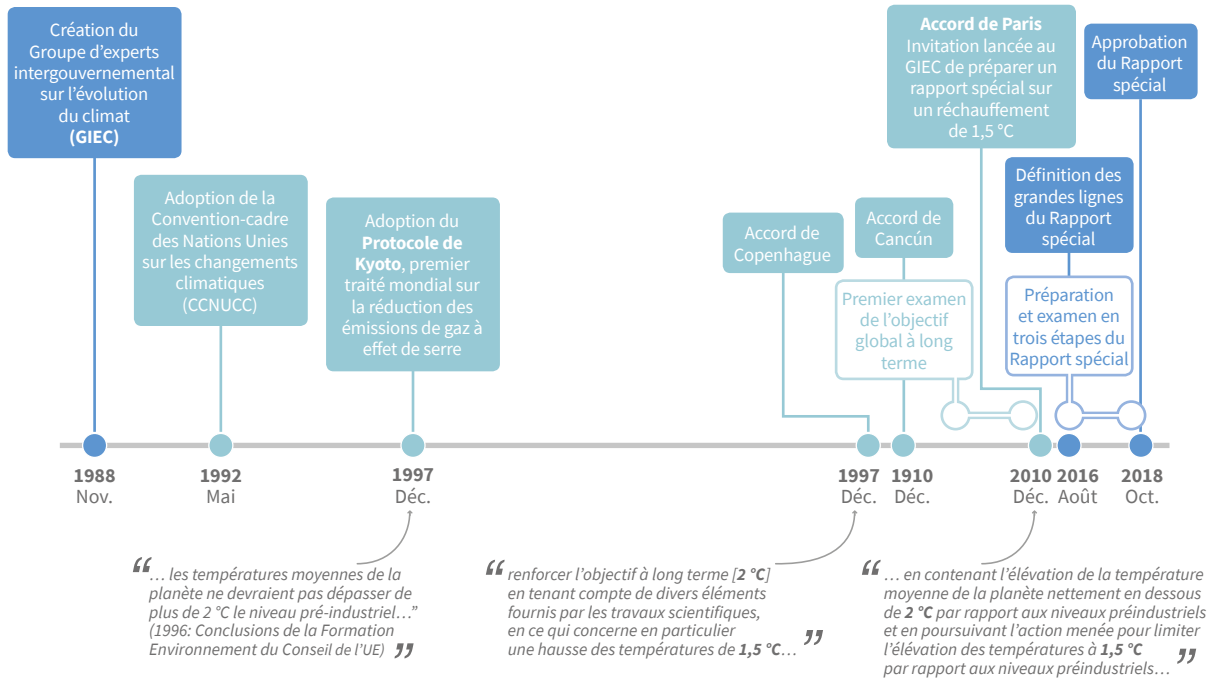 Création du
Groupe d’experts
intergouvernemental
sur l’évolution
du climat
(GIEC)
Adoption de la
Convention-cadre
des Nations Unies
sur les changements
climatiques
(CCNUCC)
Adoption du
Protocole de
Kyoto, premier
traité mondial sur
la réduction des
émissions de gaz à
effet de serre
Accord de
Copenhague
Accord de
Cancún
Premier examen
de l’objectif
global à long
terme
Accord de Paris
Invitation lancée au
GIEC de préparer un
rapport spécial sur
un réchauffement
de 1,5 °C
Définition des
grandes lignes
du Rapport
spécial
Préparation
et examen en
trois étapes du
Rapport spécial
Approbation
du Rapport
spécial
1988
Nov.
1992
Mai
1997
Déc.
1997
Déc.
1910
Déc.
2010
Déc.
2016
Août
2018
Oct.
“… les températures moyennes de la
planète ne devraient pas dépasser de
plus de 2 °C le niveau pré-industriel…”
(1996: Conclusions de la Formation
Environnement du Conseil de l’UE) ”
“ renforcer l’objectif à long terme [2 °C]
en tenant compte de divers éléments
fournis par les travaux scientifiques,
en ce qui concerne en particulier
une hausse des températures de 1,5 °C… ”
“ … en contenant l’élévation de la température
moyenne de la planète nettement en dessous
de 2 °C par rapport aux niveaux préindustriels
et en poursuivant l’action menée pour limiter
l’élévation des températures à 1,5 °C
par rapport aux niveaux préindustriels… ”